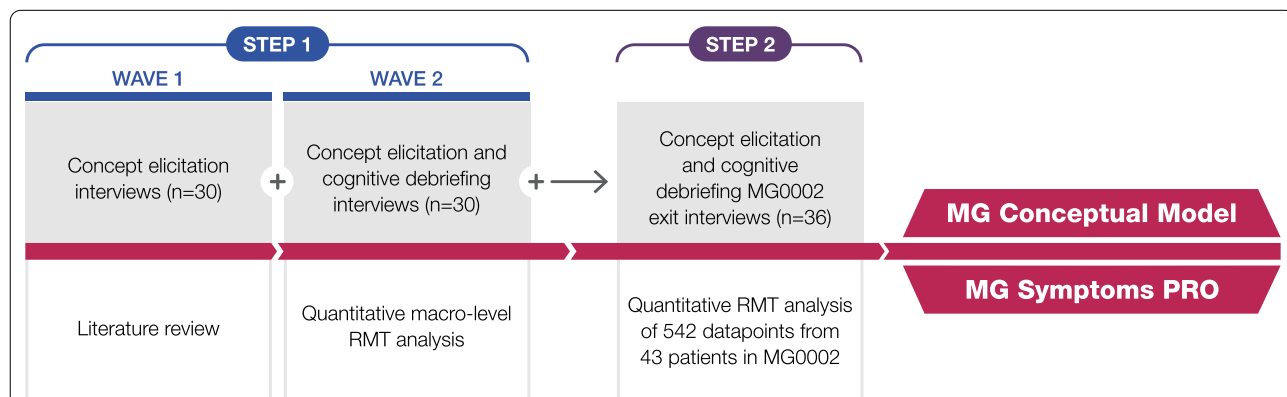 STEP 1
STEP 2
WAVE 1
WAVE 2
Concept elicitation
interviews (n=30)
+
Concept elicitation and
cognitive debriefing
interviews (n=30)
+
Concept elicitation
and cognitive
debriefing MG0002
exit interviews (n=36)
MG Conceptual Model
MG Symptoms PRO
Literature review
Quantitative macro-level
RMT analysis
Quantitative RMT analysis
of 542 datapoints from
43 patients in MG0002